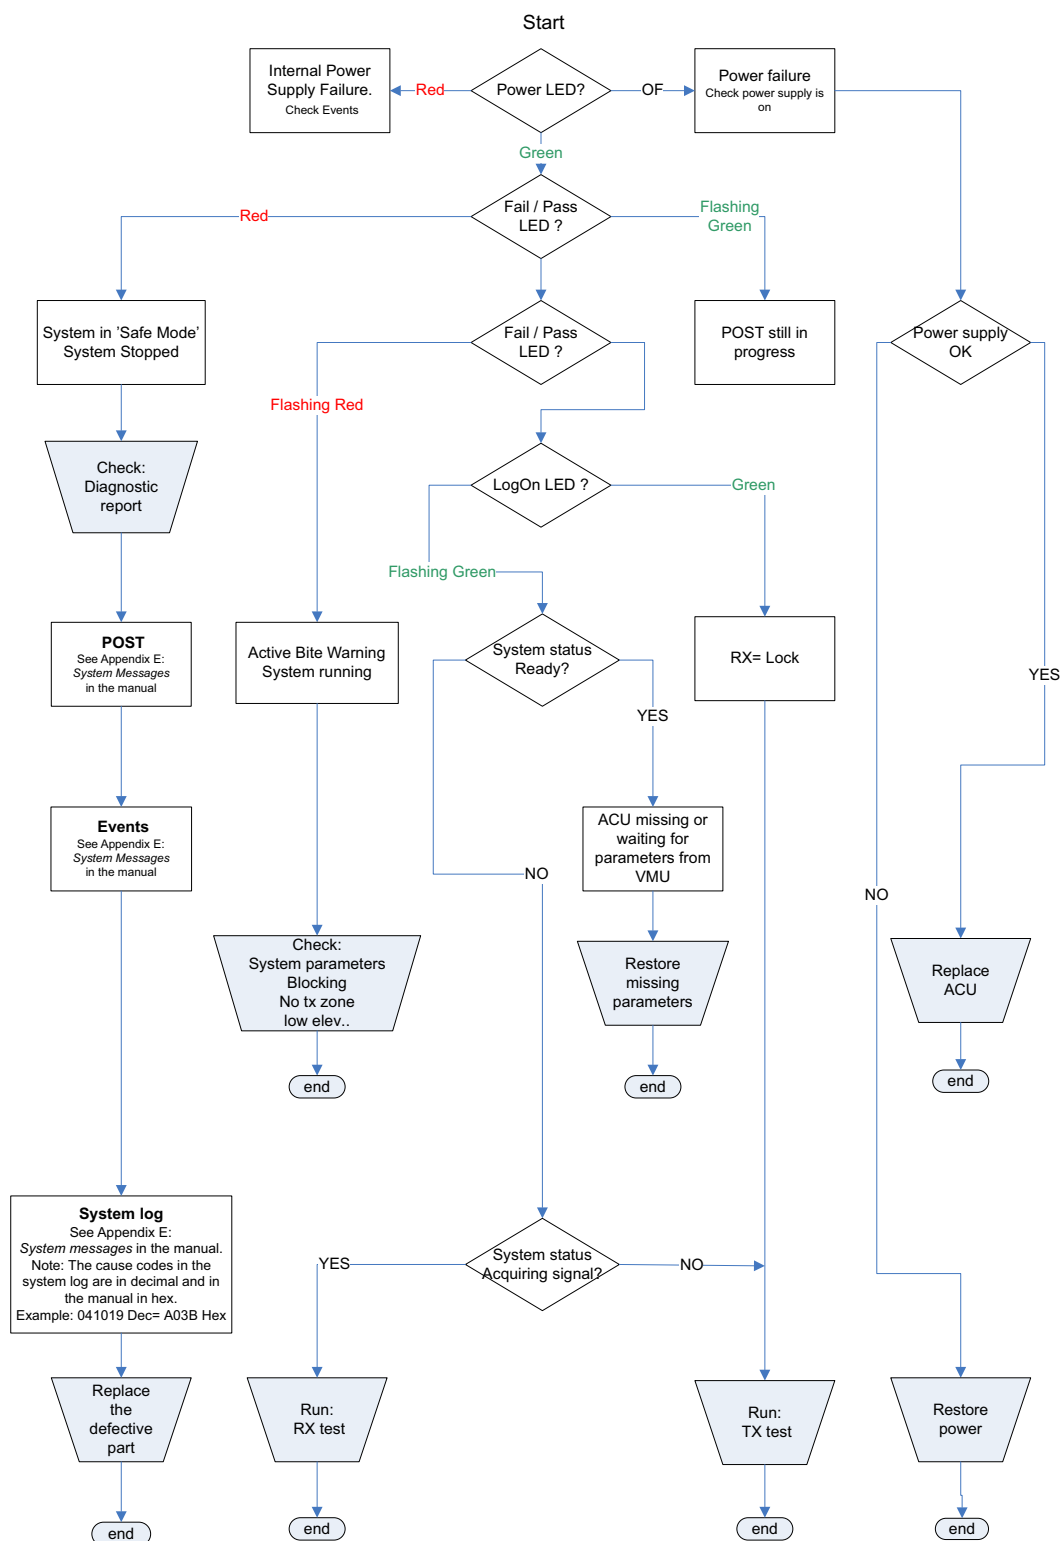 Start
Internal Power
Supply Failure.
Check Events
Red
Power LED?
OF
Power failure
Check power supply is
on
Green
Red
Fail / Pass
LED ?
Flashing
Green
System in 'Safe Mode'
System Stopped
Fail / Pass
LED ?
POST still in
progress
Power supply
OK
Flashing Red
Check:
Diagnostic
report
LogOn LED ?
Green
Flashing Green
POST
See Appendix E:
System Messages
in the manual
Active Bite Warning
System running
System status
Ready?
RX= Lock
YES
YES
Events
See Appendix E:
System Messages
in the manual
ACU missing or
waiting for
parameters from
VMU
NO
NO
Check:
System parameters
Blocking
No tx zone
low elev..
Restore
missing
parameters
Replace
ACU
end
end
end
System log
See Appendix E:
System messages in the manual.
Note: The cause codes in the
system log are in decimal and in
the manual in hex.
Example: 041019 Dec= A03B Hex
YES
System status
Acquiring signal?
NO
Replace
the
defective
part
Run:
RX test
Run:
TX test
Restore
power
end
end
end
end